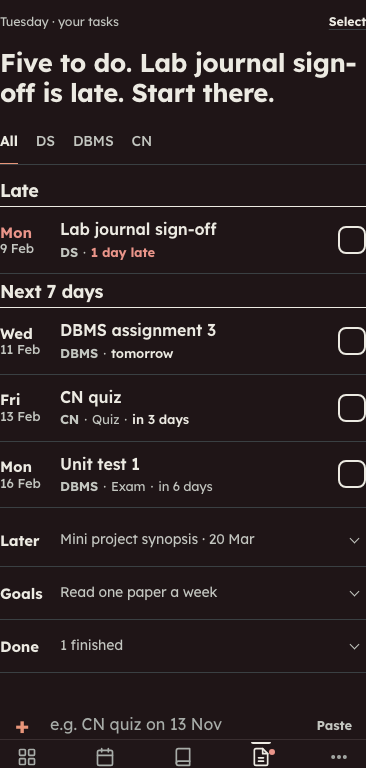 Tuesday · your tasks
Select
Five to do. Lab journal sign-
off is late. Start there.
All DS DBMS CN
Late
Mon
9 Feb
Lab journal sign-off
DS · 1 day late
Next 7 days
Wed
11 Feb
DBMS assignment 3
DBMS · tomorrow
Fri
13 Feb
CN quiz
CN · Quiz · in 3 days
Mon
16 Feb
Unit test 1
DBMS · Exam · in 6 days
Later Mini project synopsis · 20 Mar
Goals Read one paper a week
Done 1 finished
+ e.g. CN quiz on 13 Nov Paste